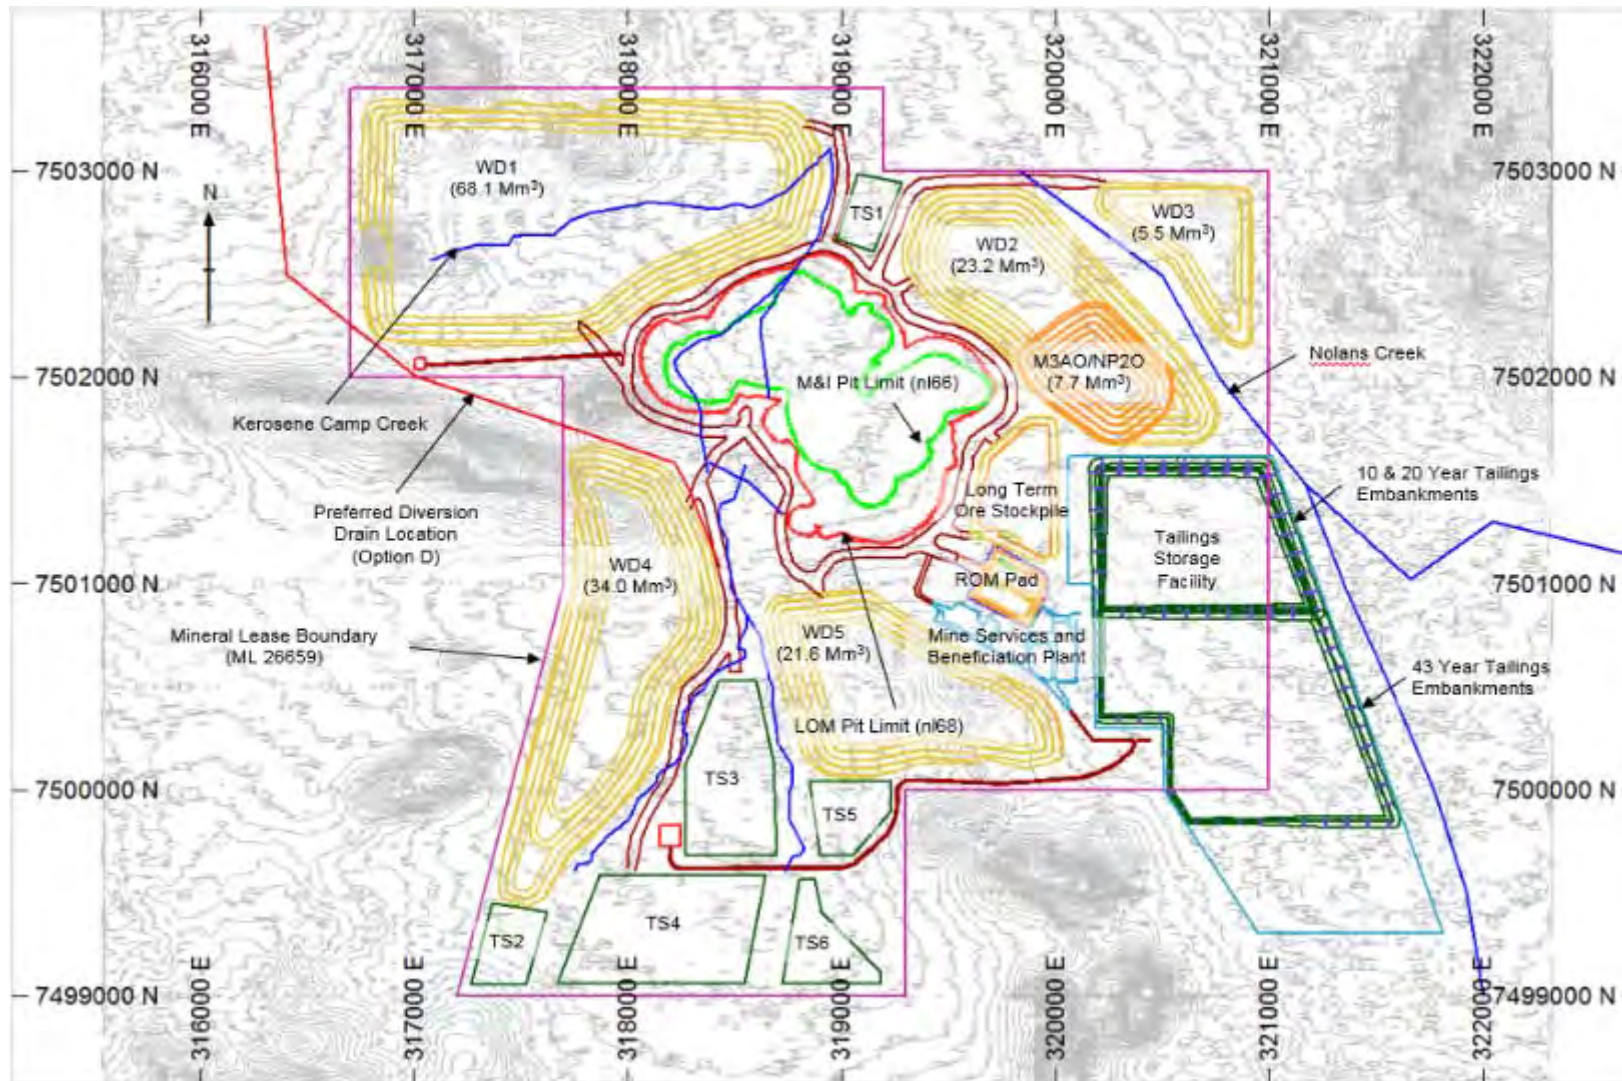 316000 E
317000 E
318000 E
319000 E
320000 E
321000 E
322000 E
7503000 N
7503000 N
N
WD1
(68.1 Mm³)
TS1
WD2
(23.2 Mm³)
WD3
(5.5 Mm³)
7502000 N
7502000 N
M&I Pit Limit (nl66)
M3AO/NP2O
(7.7 Mm³)
Nolans Creek
Kerosene Camp Creek
Preferred Diversion
Drain Location
(Option D)
Long Term
Ore Stockpile
10 & 20 Year Tailings
Embankments
Tailings
Storage
Facility
7501000 N
7501000 N
WD4
(34.0 Mm³)
ROM Pad
Mineral Lease Boundary
(ML 26659)
WD5
(21.6 Mm³)
Mine Services and
Beneficiation Plant
43 Year Tailings
Embankments
LOM Pit Limit (nl68)
7500000 N
7500000 N
TS3
TS5
TS2
TS4
TS6
7499000 N
7499000 N
316000 E
317000 E
318000 E
319000 E
320000 E
321000 E
322000 E